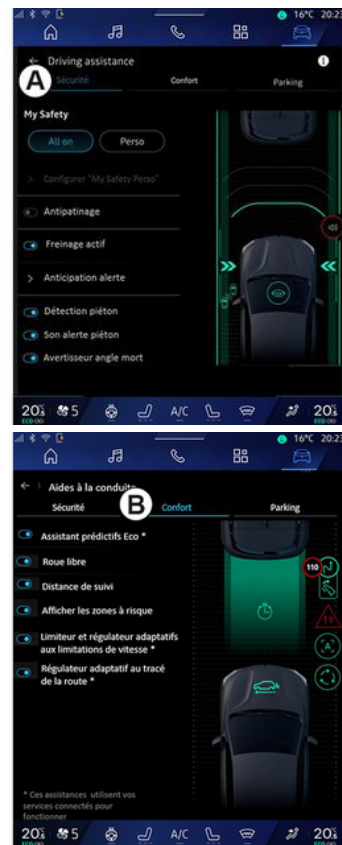 16°C 20:23
Driving assistance
A
Sécurité Confort Parking
My Safety
All on Perso
Configurer "My Safety Perso"
Antipatinage
Freinage actif
Anticipation alerte
Détection piéton
Son alerte piéton
Avertisseur angle mort
20% 5 A/C 20%
ECO ECO
16°C 20:23
Aides à la conduite
B
Sécurité Confort Parking
Assistant prédictifs Eco *
Roue libre
110
Distance de suivi
Afficher les zones à risque
Limiteur et régulateur adaptatifs
aux limitations de vitesse *
A
Régulateur adaptatif au tracé
de la route *
* Ces assistances utilisent vos
services connectés pour
fonctionner
20% 5 A/C 20%
ECO ECO